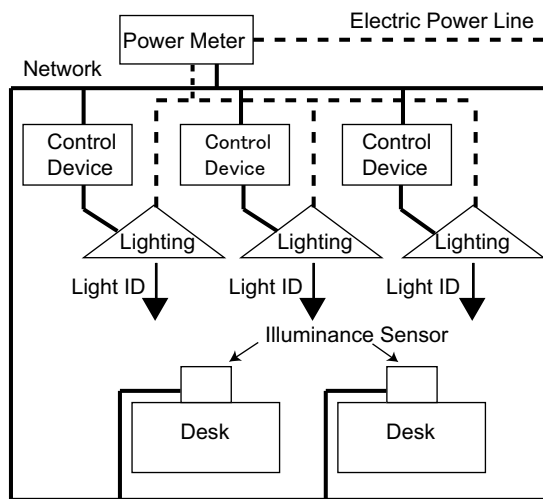 Electric Power Line
Power Meter
Network
Control
Device
Control
Device
Control
Device
Lighting
Lighting
Lighting
Light ID
Light ID
Light ID
Illuminance Sensor
Desk
Desk